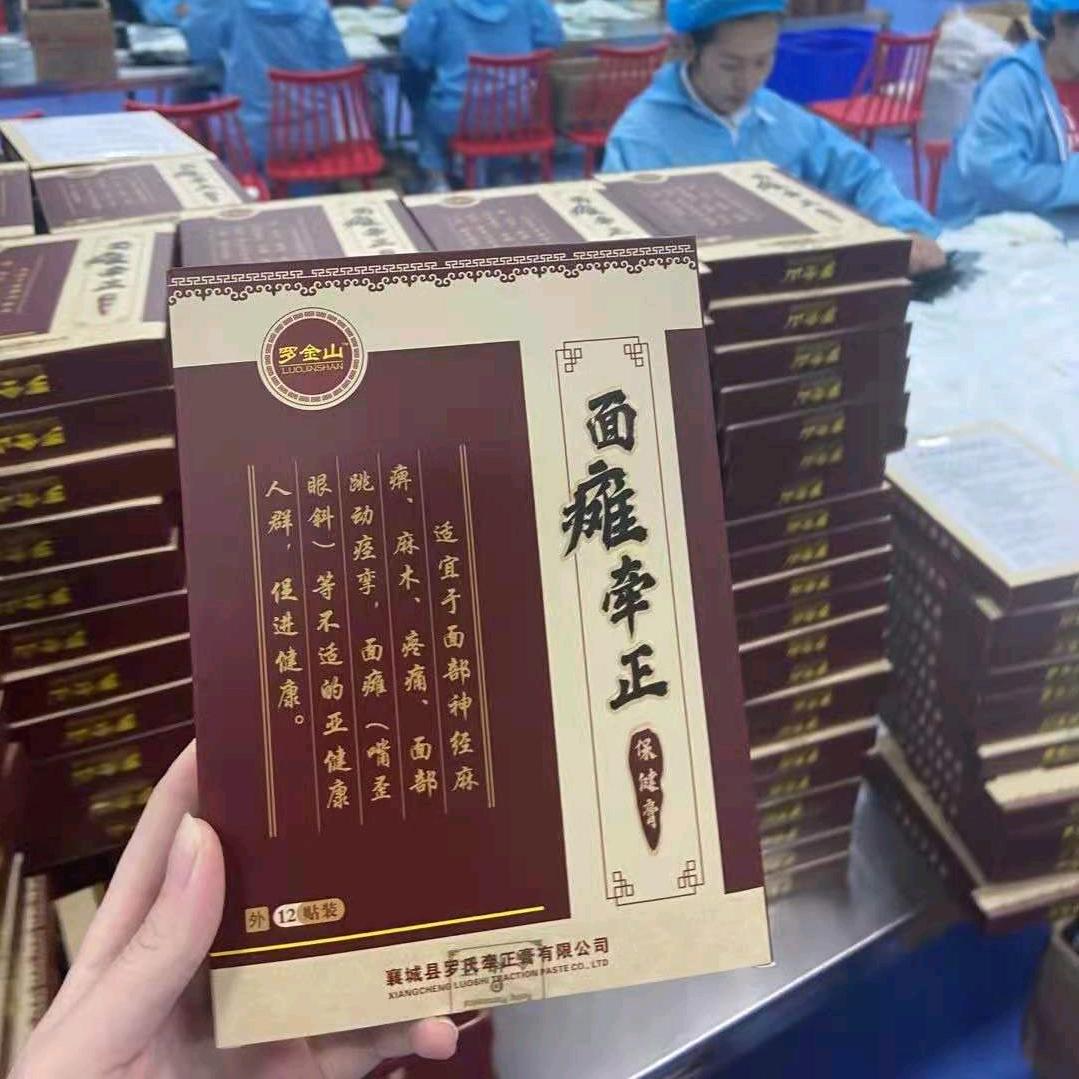 罗金山™
LUOJINSHAN
面瘫牵正
保健膏
适宜于面部神经麻
痹、麻木、疼痛、面部
跳动痉挛,面瘫(嘴歪
眼斜)等不适的亚健康
人群,促进健康。
外 12 贴装
襄城县罗氏牵正膏有限公司
XIANGCHENG LUOSHI TRACTION PASTE CO., LTD